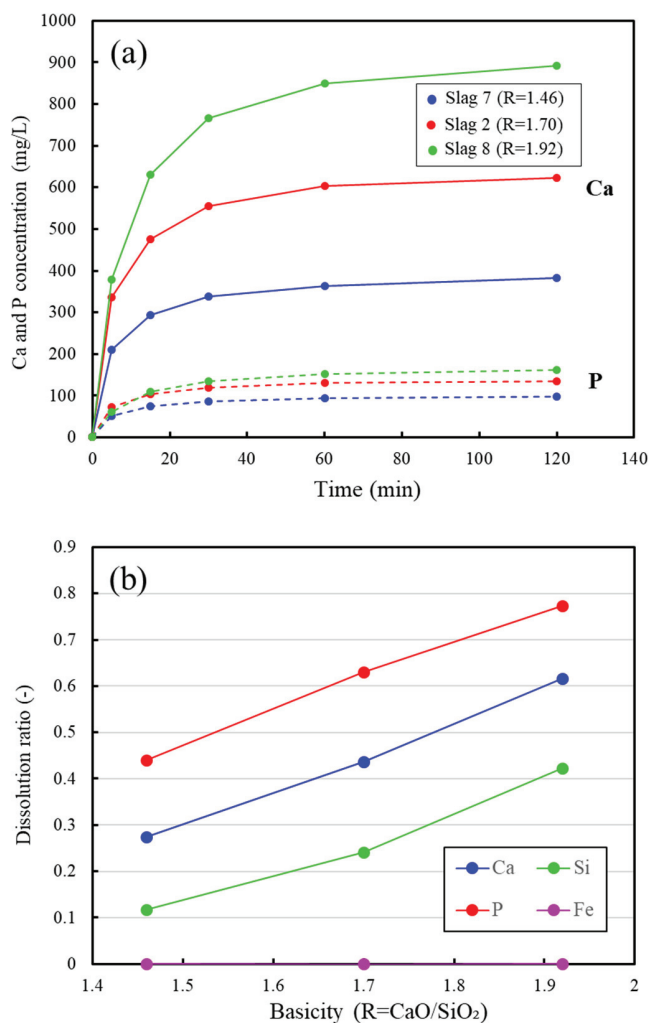 (a)
1000
900
800
700
600
500
400
300
200
100
0
Ca and P concentration (mg/L)
Slag 7 (R=1.46)
Slag 2 (R=1.70)
Slag 8 (R=1.92)
Ca
P
0 20 40 60 80 100 120 140
Time (min)
(b)
0.9
0.8
0.7
0.6
0.5
0.4
0.3
0.2
0.1
0
Dissolution ratio (-)
Ca Si
P Fe
1.4 1.5 1.6 1.7 1.8 1.9 2
Basicity (R=CaO/SiO₂)